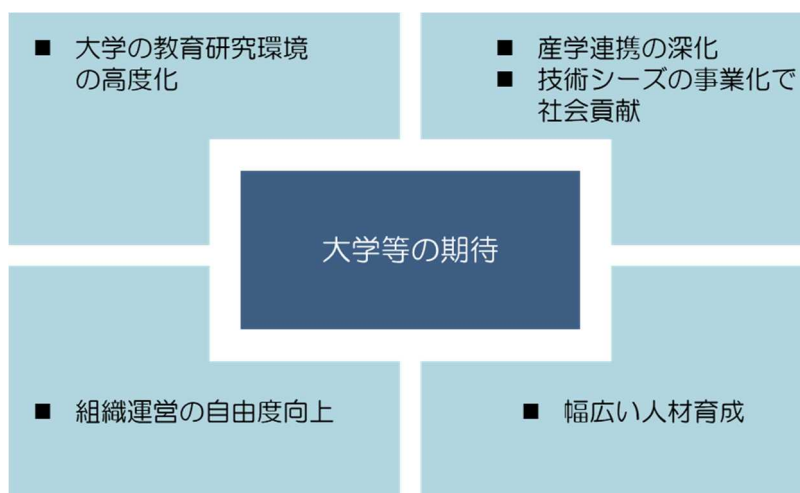 ■ 大学の教育研究環境
の高度化
■ 産学連携の深化
■ 技術シーズの事業化で
社会貢献
大学等の期待
■ 組織運営の自由度向上
■ 幅広い人材育成